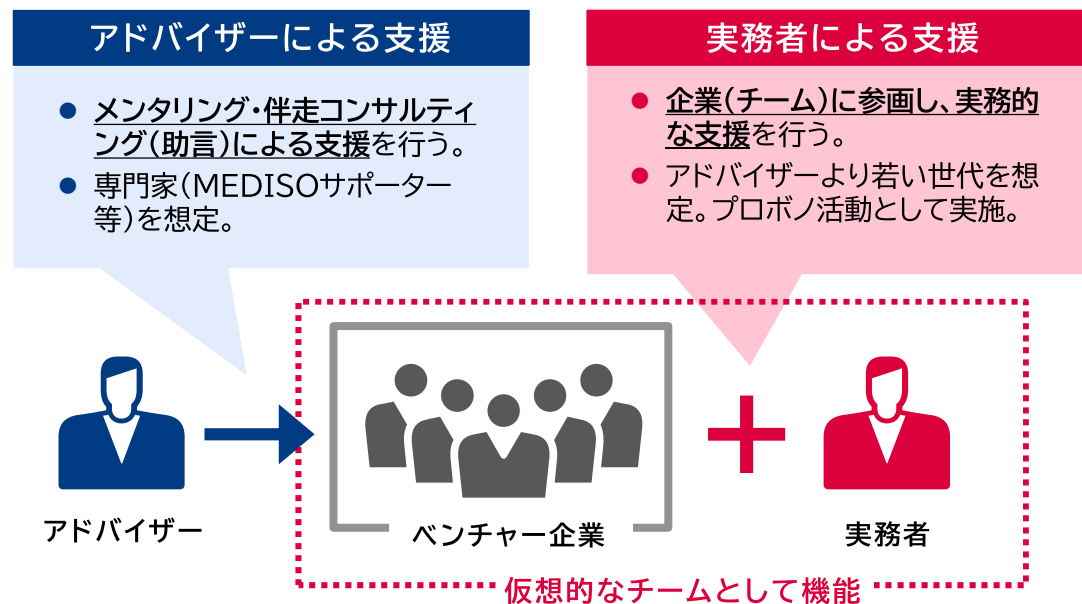 アドバイザーによる支援
● メンタリング・伴走コンサルティ
ング(助言)による支援を行う。
● 専門家(MEDISOサポーター
等)を想定。
実務者による支援
● 企業(チーム)に参画し、実務的
な支援を行う。
● アドバイザーより若い世代を想
定。プロボノ活動として実施。
アドバイザー
ベンチャー企業
実務者
仮想的なチームとして機能